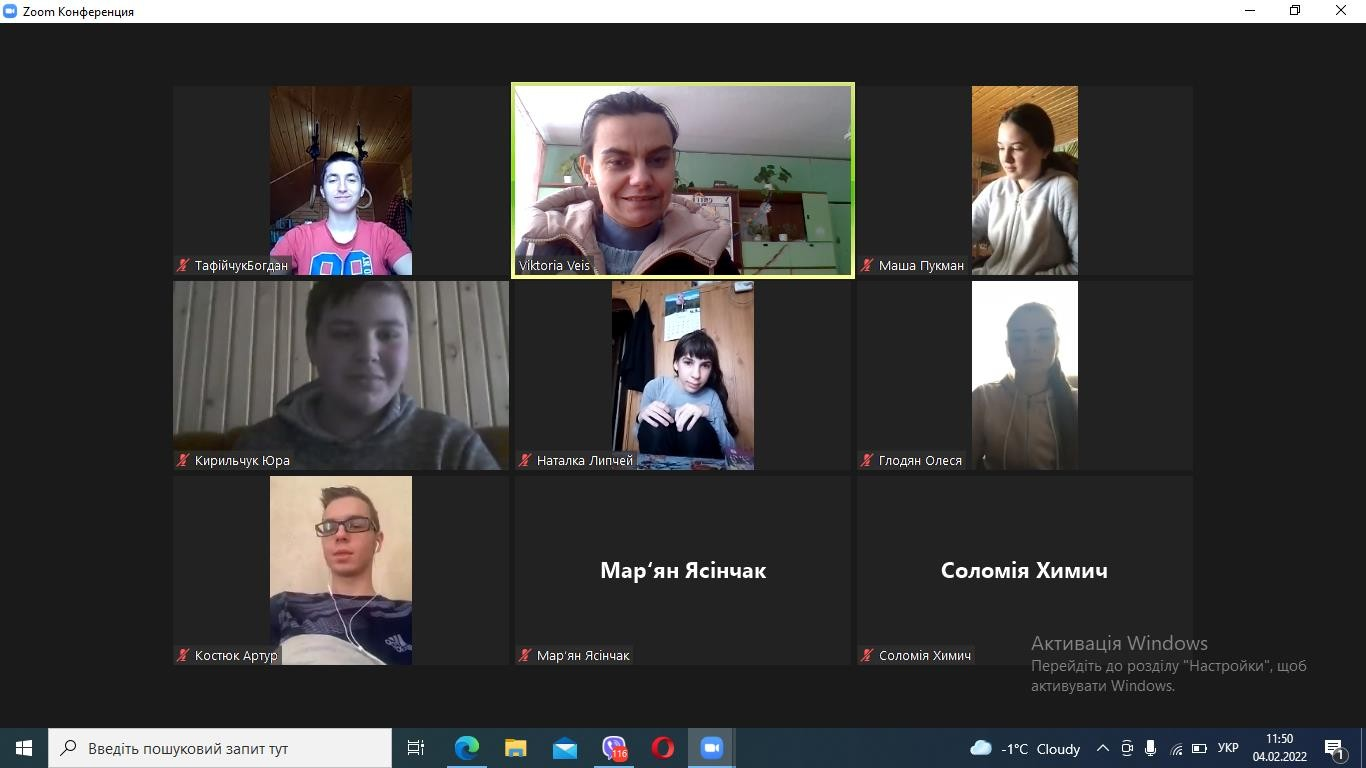 Zoom Конференция
ТафійчукБогдан
Viktoria Veis
Маша Пукман
Кирильчук Юра
Наталка Липчей
Глодян Олеся
Мар‘ян Ясінчак
Соломія Химич
Костюк Артур
Мар‘ян Ясінчак
Соломія Химич
Активація Windows
Перейдіть до розділу "Настройки", щоб
активувати Windows.
Введіть пошуковий запит тут
116
-1°C Cloudy
УКР
11:50
04.02.2022
1